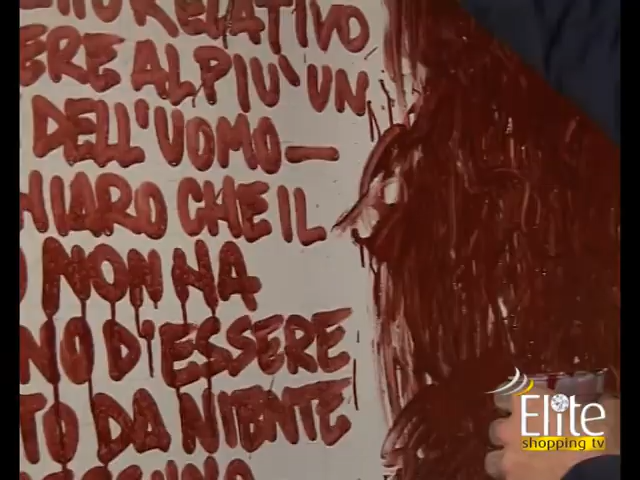 RELATIVO
ERE AL PIU' UN
DELL'UOMO —
HIARO CHE IL
NON HA
NO D'ESSERE
TO DA NIENTE
Elite
shopping tv